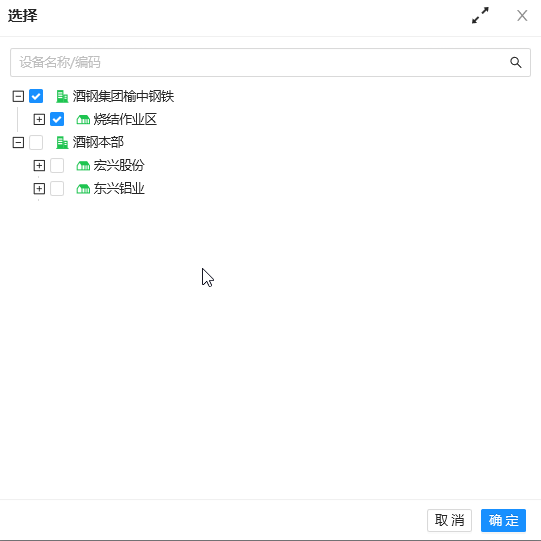 选择
设备名称/编码
酒钢集团榆中钢铁
烧结作业区
酒钢本部
宏兴股份
东兴铝业
取 消
确 定